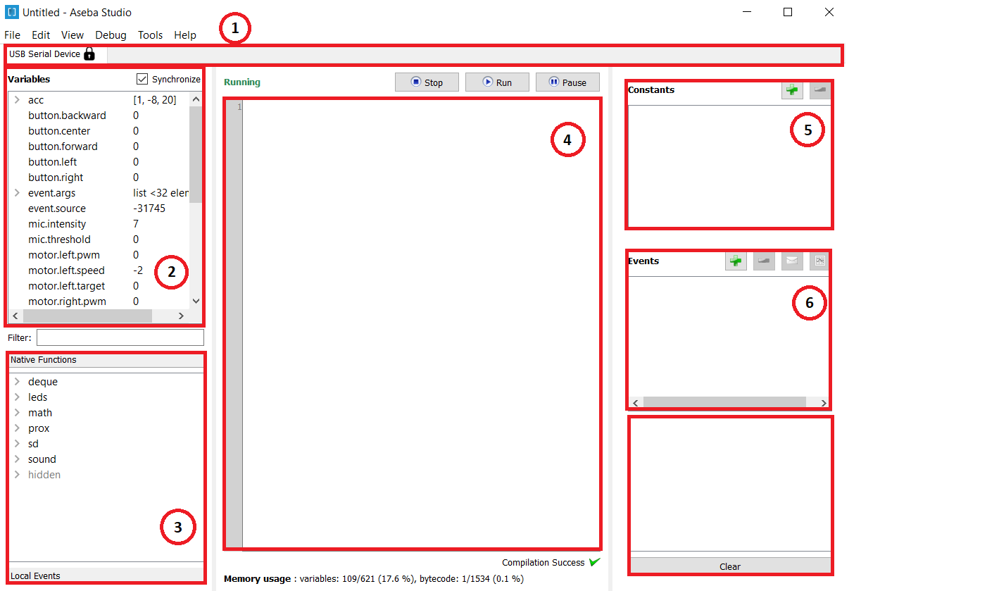 Untitled - Aseba Studio
File Edit View Debug Tools Help
1
USB Serial Device
Variables Synchronize
acc [1, -8, 20]
button.backward 0
button.center 0
button.forward 0
button.left 0
button.right 0
event.args list <32 eler
event.source -31745
mic.intensity 7
mic.threshold 0
motor.left.pwm 0
motor.left.speed -2
motor.left.target 0
motor.right.pwm 0
2
Filter:
Native Functions
deque
leds
math
prox
sd
sound
hidden
3
Local Events
Running Stop Run Pause
1
4
Compilation Success
Memory usage : variables: 109/621 (17.6 %), bytecode: 1/1534 (0.1 %)
Constants
5
Events
6
Clear